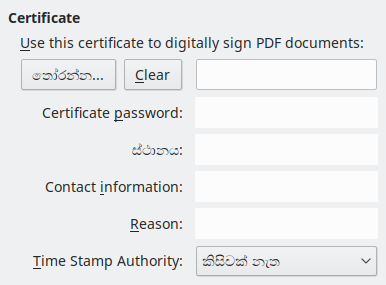 Certificate
Use this certificate to digitally sign PDF documents:
තෝරන්න... Clear
Certificate password:
ස්ථානය:
Contact information:
Reason:
Time Stamp Authority: කිසිවක් නැත